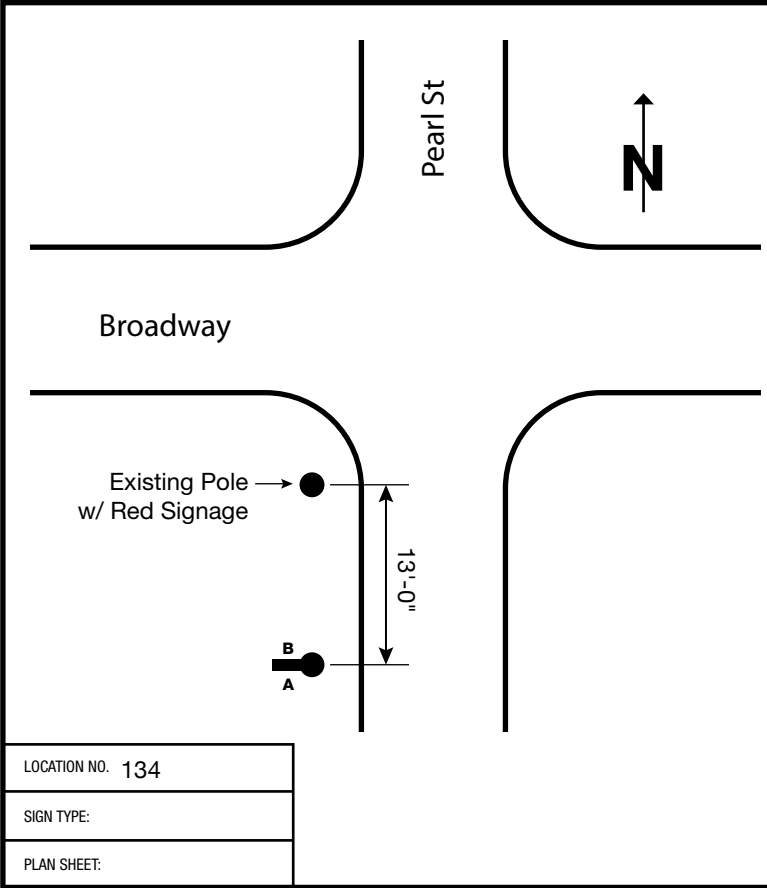 Pearl St
N
Broadway
Existing Pole
w/ Red Signage
13'-0"
B
A
LOCATION NO. 134
SIGN TYPE:
PLAN SHEET: